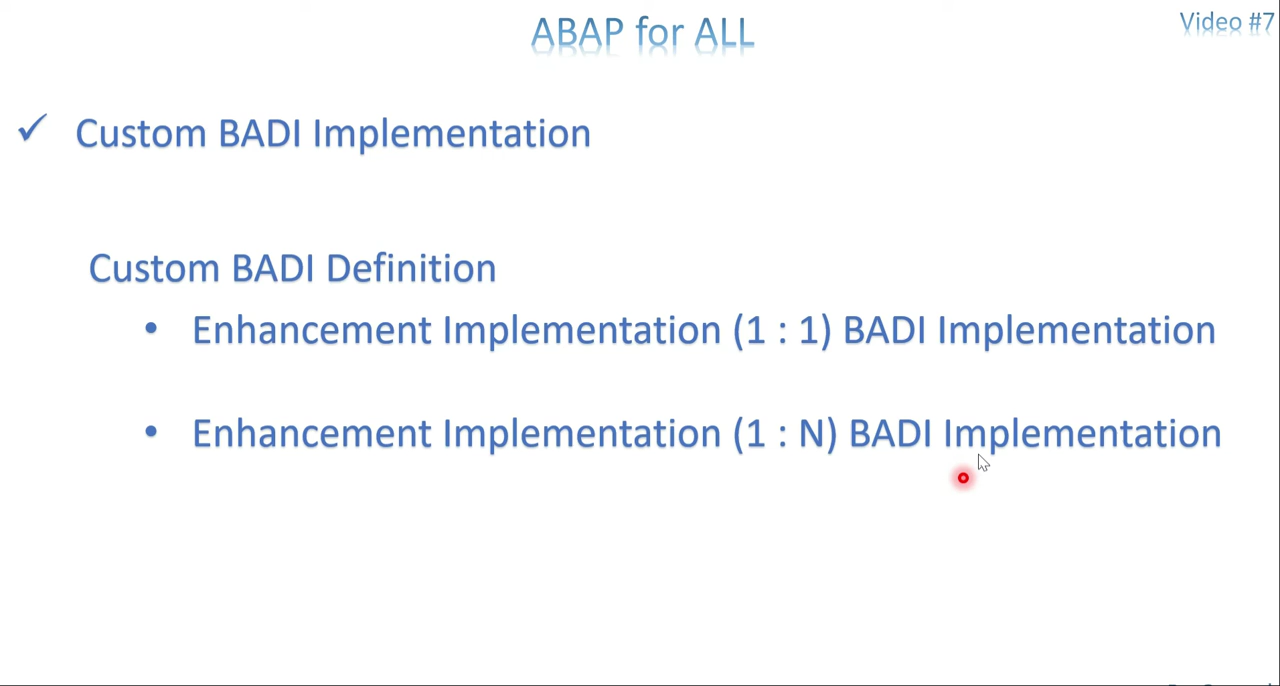 ABAP for ALL
Video #7
✓ Custom BADI Implementation
Custom BADI Definition
• Enhancement Implementation (1 : 1) BADI Implementation
• Enhancement Implementation (1 : N) BADI Implementation